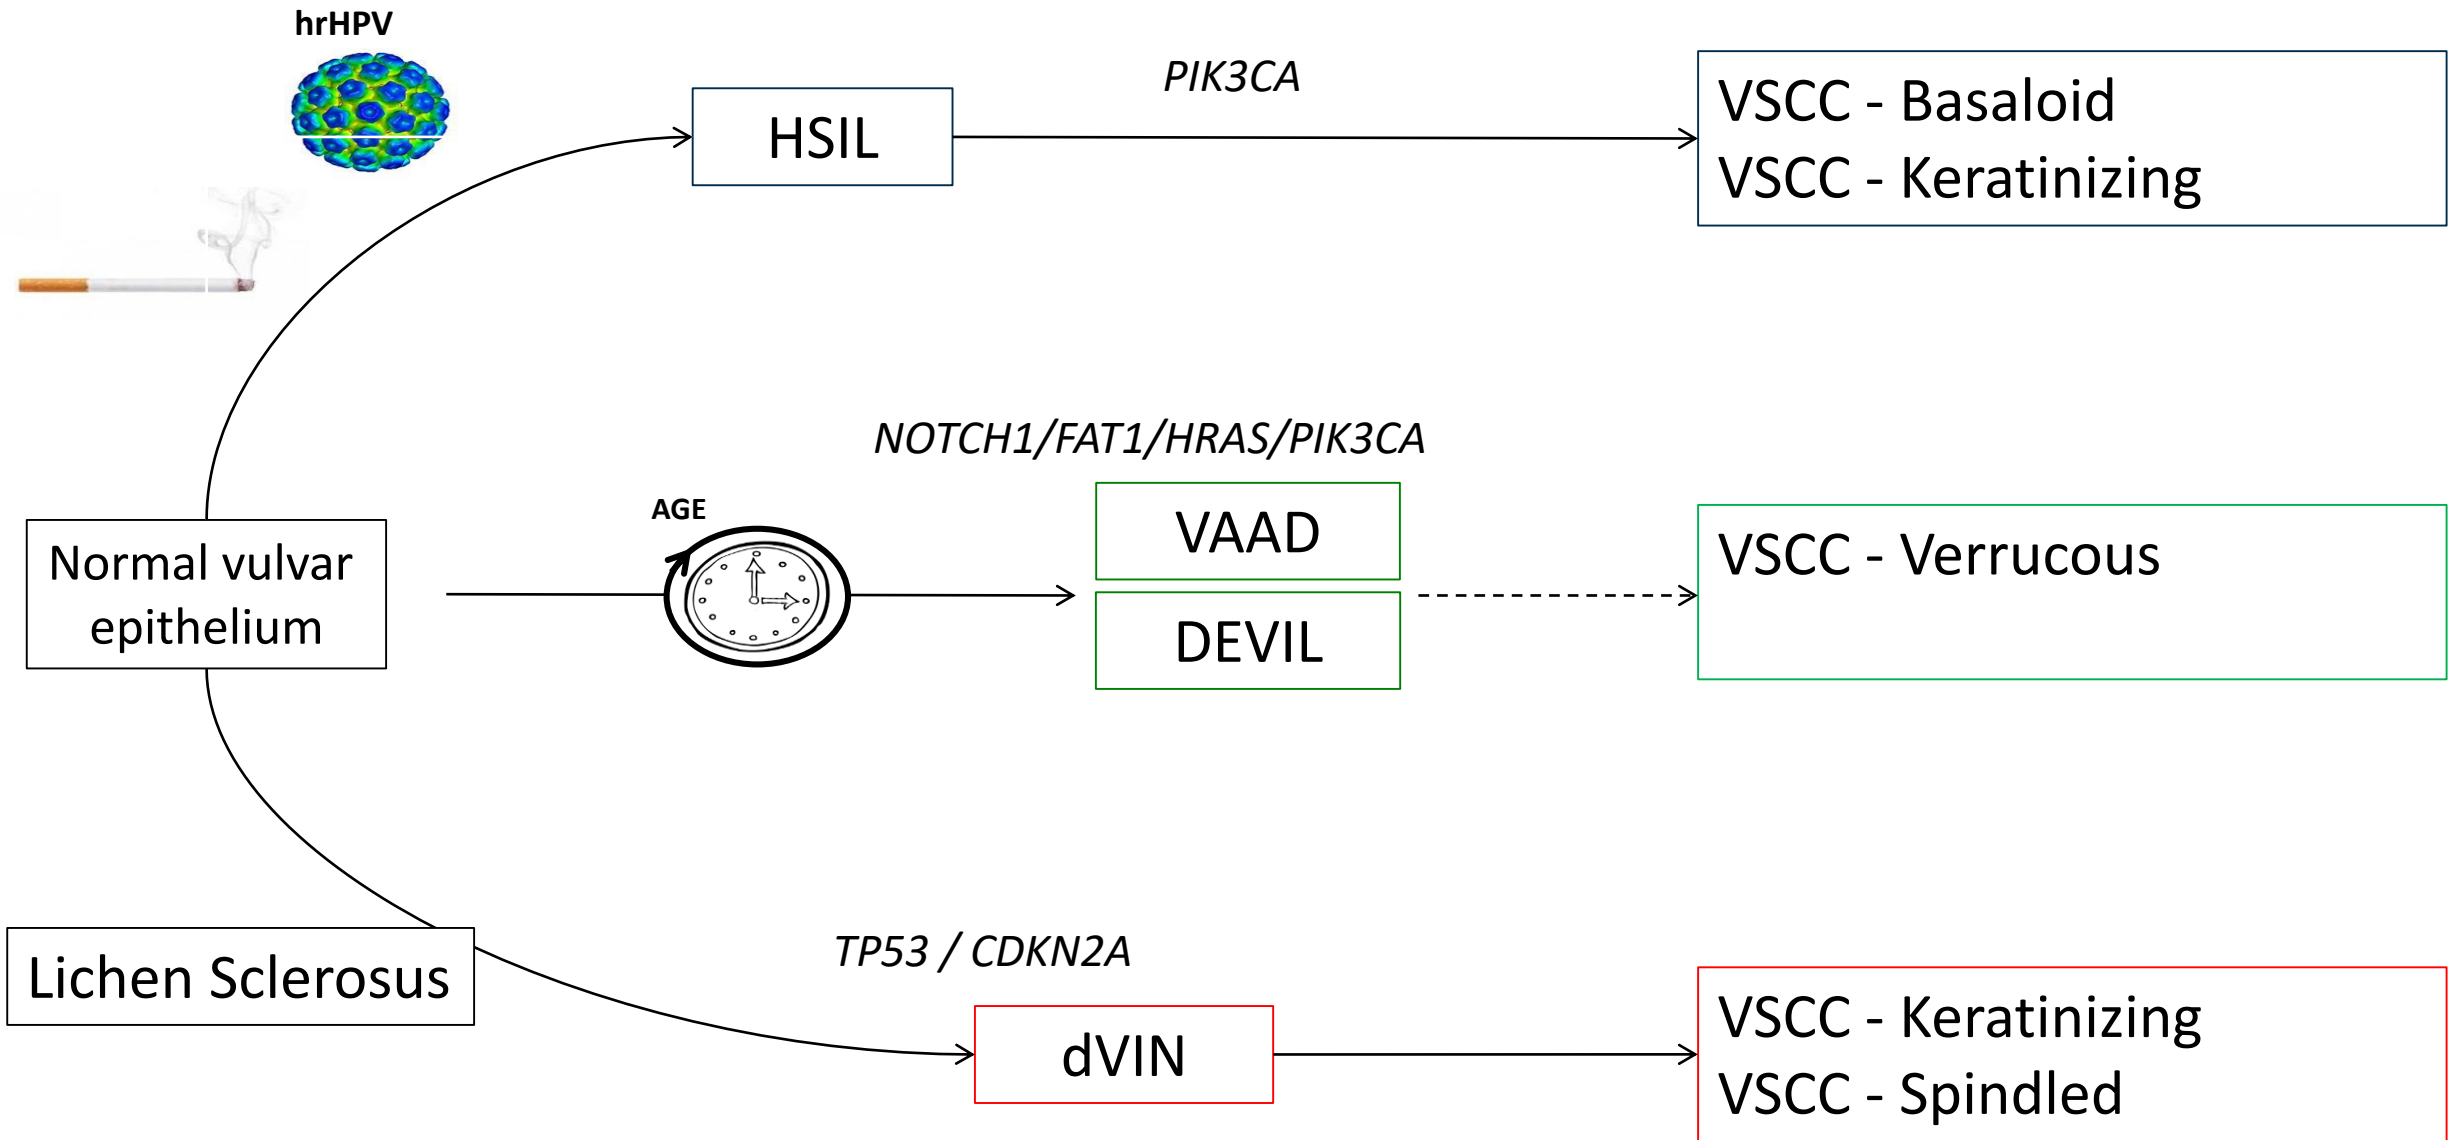 hrHPV
PIK3CA
HSIL
VSCC - Basaloid
VSCC - Keratinizing
NOTCH1/FAT1/HRAS/PIK3CA
AGE
Normal vulvar
epithelium
VAAD
DEVIL
VSCC - Verrucous
Lichen Sclerosus
TP53 / CDKN2A
dVIN
VSCC - Keratinizing
VSCC - Spindled